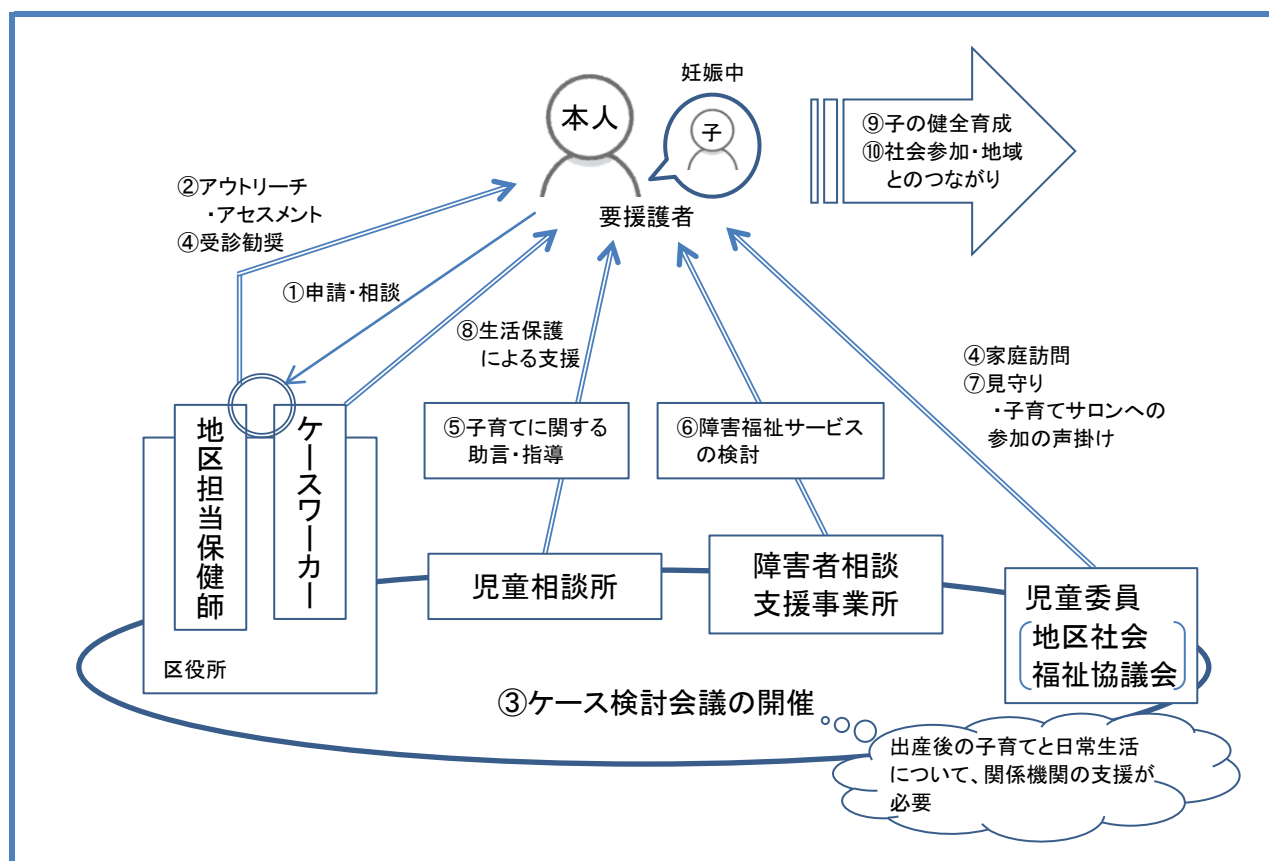 妊娠中
本人
子
要援護者
⑨子の健全育成
⑩社会参加・地域
とのつながり
②アウトリーチ
・アセスメント
④受診勧奨
①申請・相談
⑧生活保護
による支援
④家庭訪問
⑦見守り
・子育てサロンへの
参加の声掛け
⑤子育てに関する
助言・指導
⑥障害福祉サービス
の検討
地区担当保健師
ケースワーカー
区役所
児童相談所
障害者相談
支援事業所
児童委員
地区社会
福祉協議会
③ケース検討会議の開催
出産後の子育てと日常生活
について、関係機関の支援が
必要